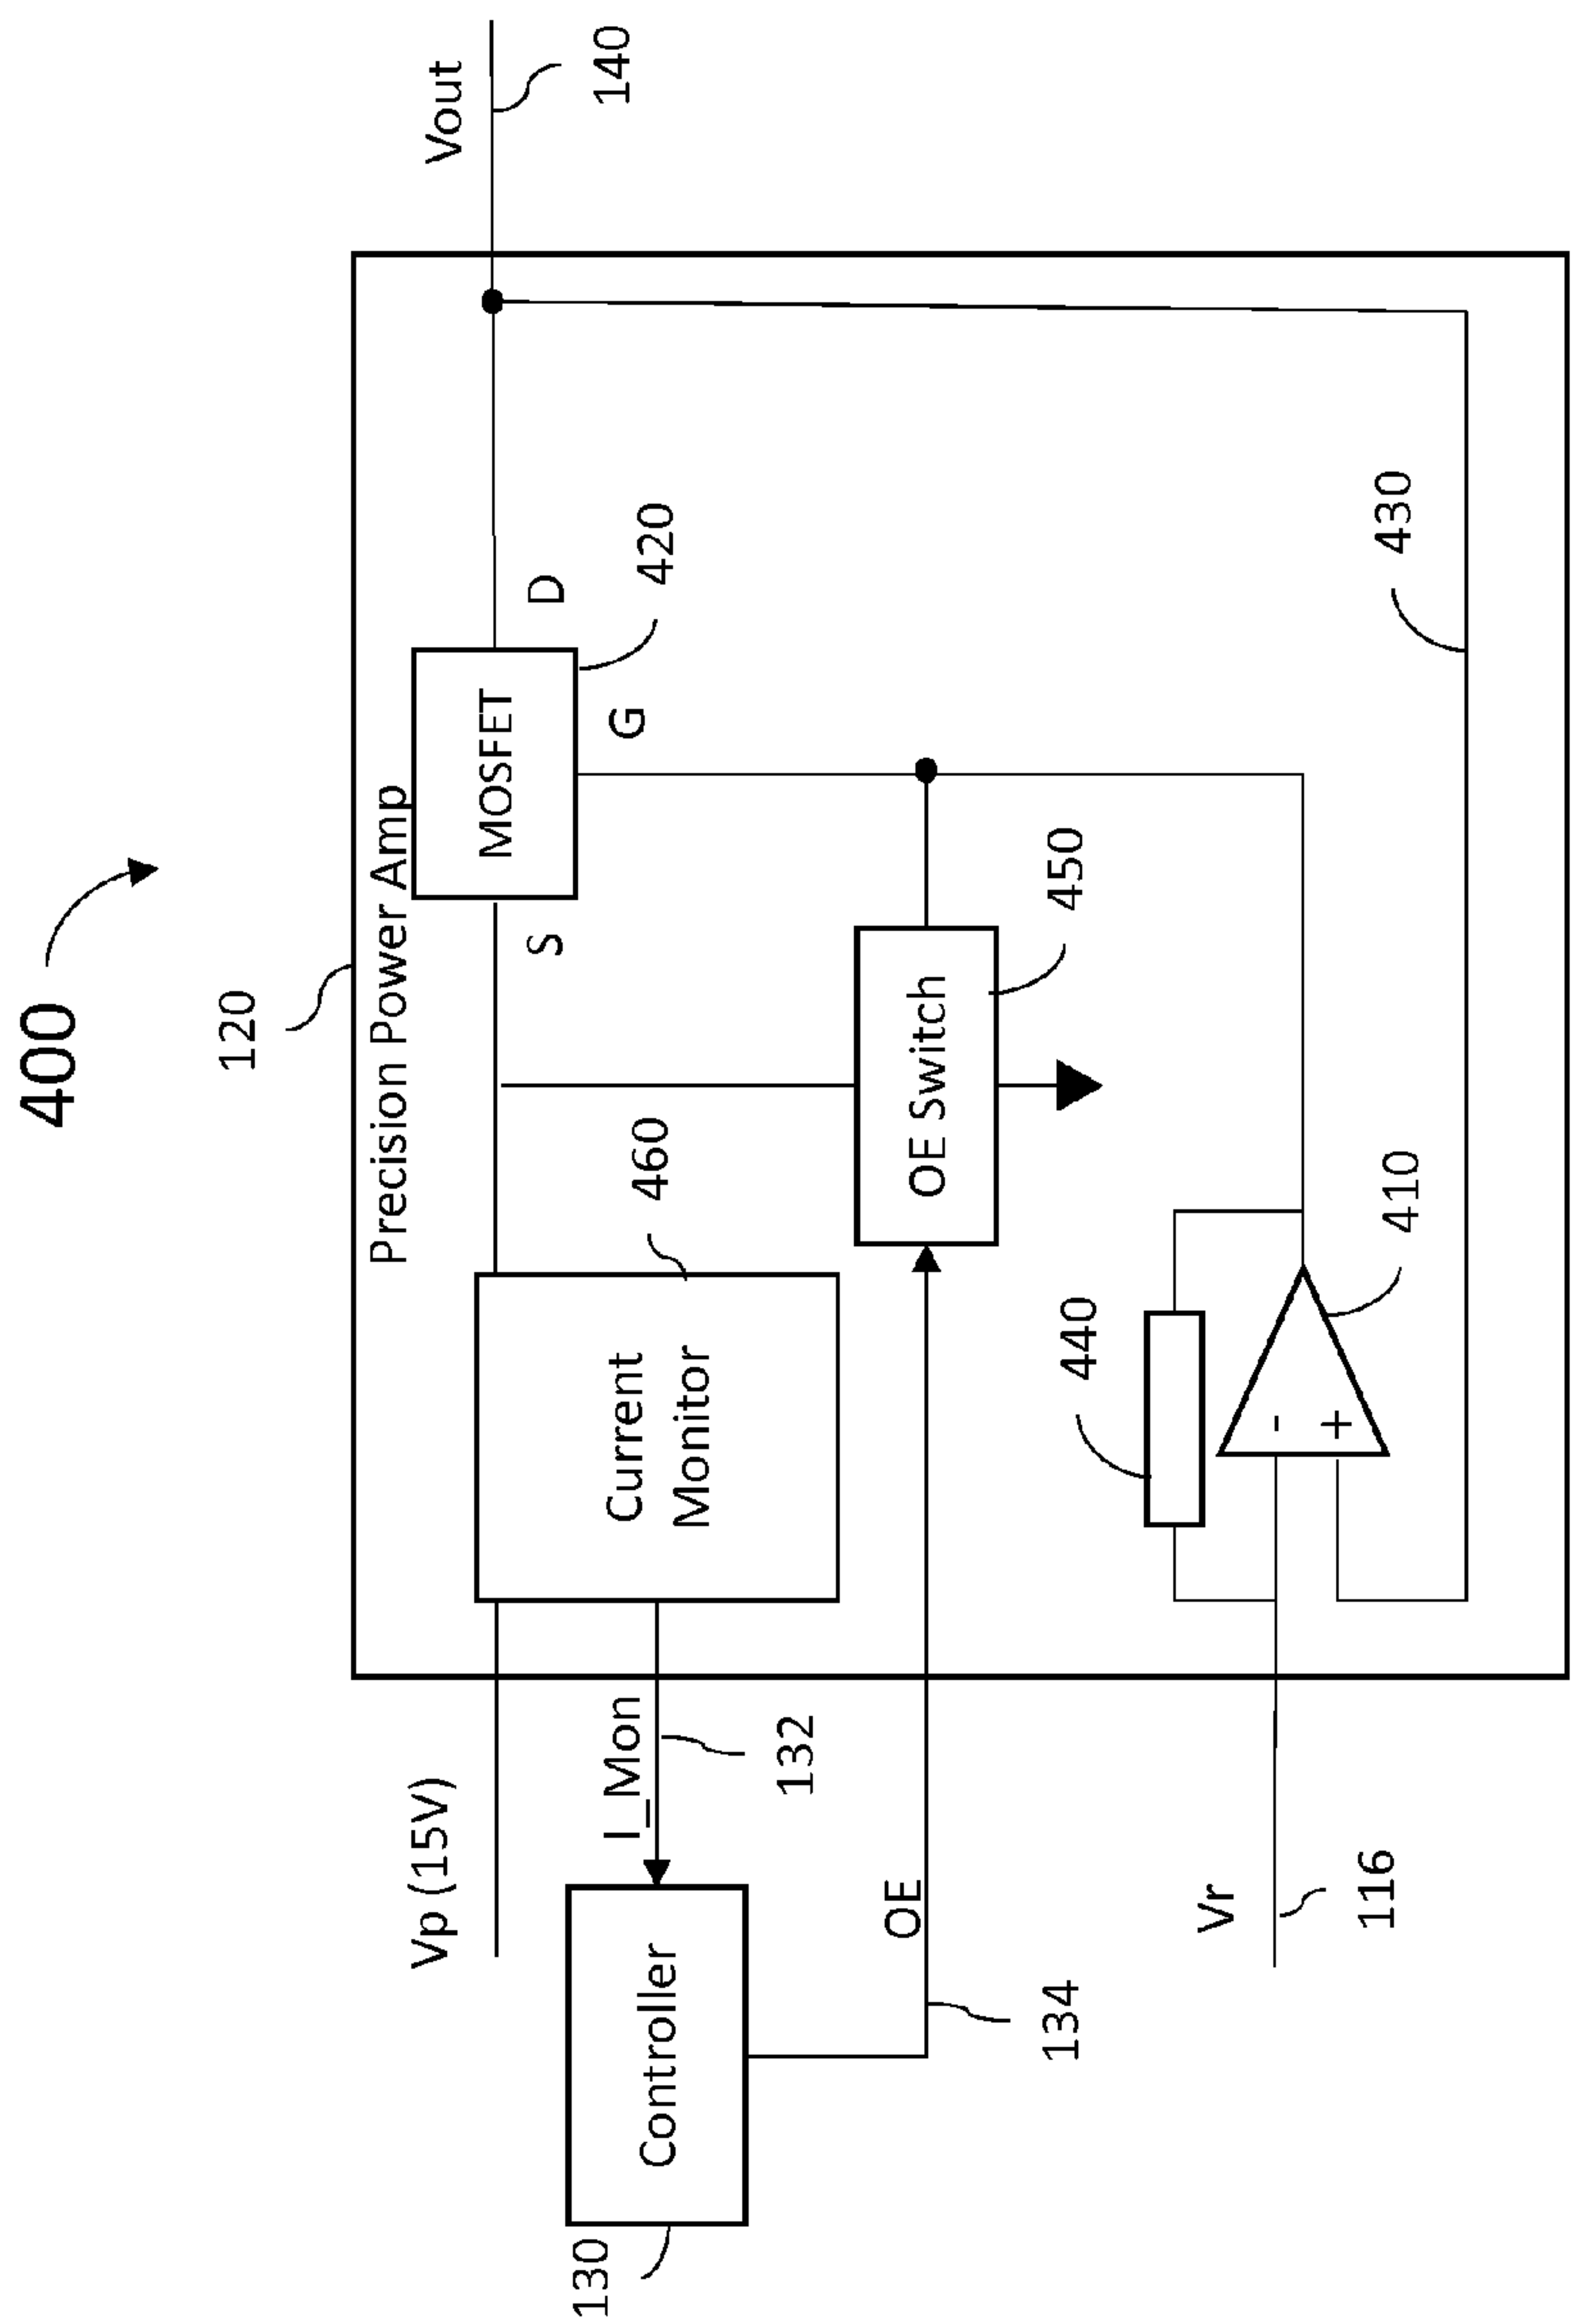 400
120
Precision Power Amp
Vp (15V)
Vout
140
MOSFET
S
D
G
420
Current
Monitor
460
I_Mon
132
Controller
130
OE
134
OE Switch
450
440
-
+
410
430
Vr
116